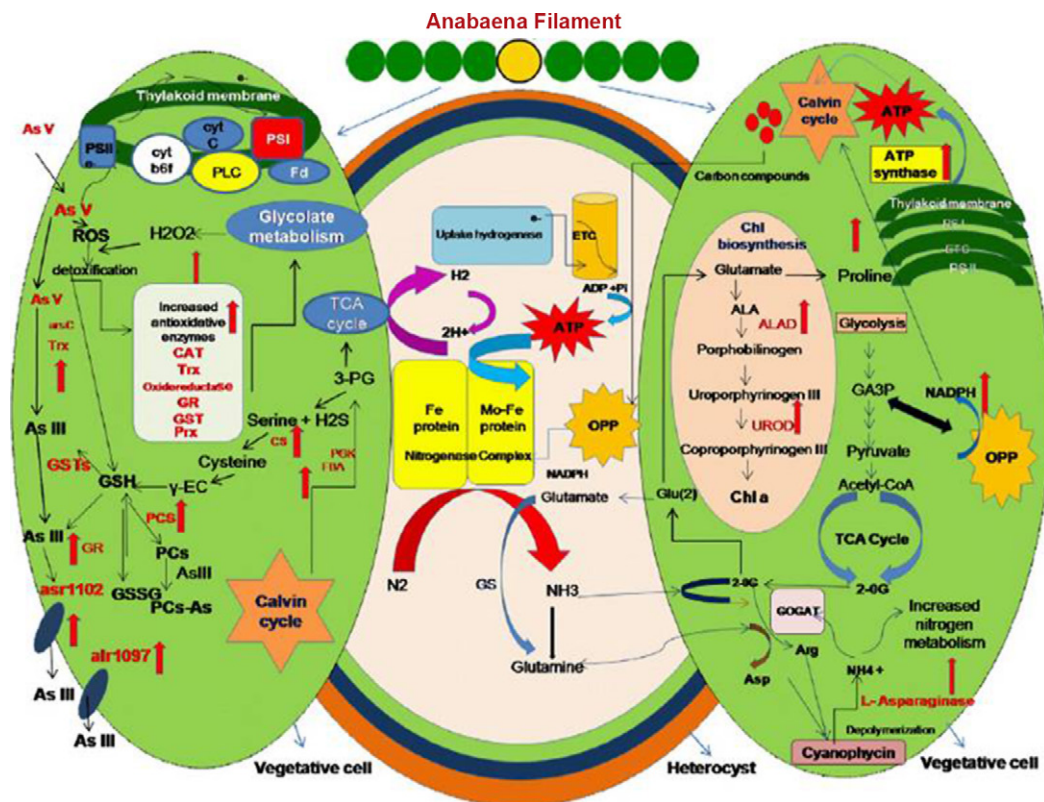 Anabaena Filament
Thylakoid membrane
e-
As V
PSII
e-
cyt
b6f
cyt
C
PLC
PSI
Fd
As V
ROS
H2O2
Glycolate
metabolism
detoxification
As V
arsC
Trx
Increased
antioxidative
enzymes
CAT
Trx
Oxidoreductase
GR
GST
Prx
TCA
cycle
3-PG
Serine + H2S
CS
PGK
FBA
Cysteine
As III
GSTs
GSH
γ-EC
PCS
As III
GR
PCs
AsIII
asr1102
GSSG
PCs-As
Calvin
cycle
alr1097
As III
As III
Vegetative cell
Uptake hydrogenase
e-
ETC
H2
ADP +Pi
2H+
ATP
Fe
protein
Mo-Fe
protein
Nitrogenase
Complex
OPP
NADPH
Glutamate
N2
GS
NH3
Glutamine
Heterocyst
Calvin
cycle
ATP
Carbon compounds
ATP
synthase
Thylakoid membrane
PS I
ETC
PS II
Chl
biosynthesis
Glutamate
Proline
ALA
ALAD
Porphobilinogen
Uroporphyrinogen III
UROD
Coproporphyrinogen III
Chl a
Glycolysis
GA3P
NADPH
OPP
Pyruvate
Acetyl-CoA
Glu(2)
TCA Cycle
2-0G
2-0G
GOGAT
Increased
nitrogen
metabolism
Arg
Asp
NH4 +
L- Asparaginase
Depolymerization
Cyanophycin
Vegetative cell